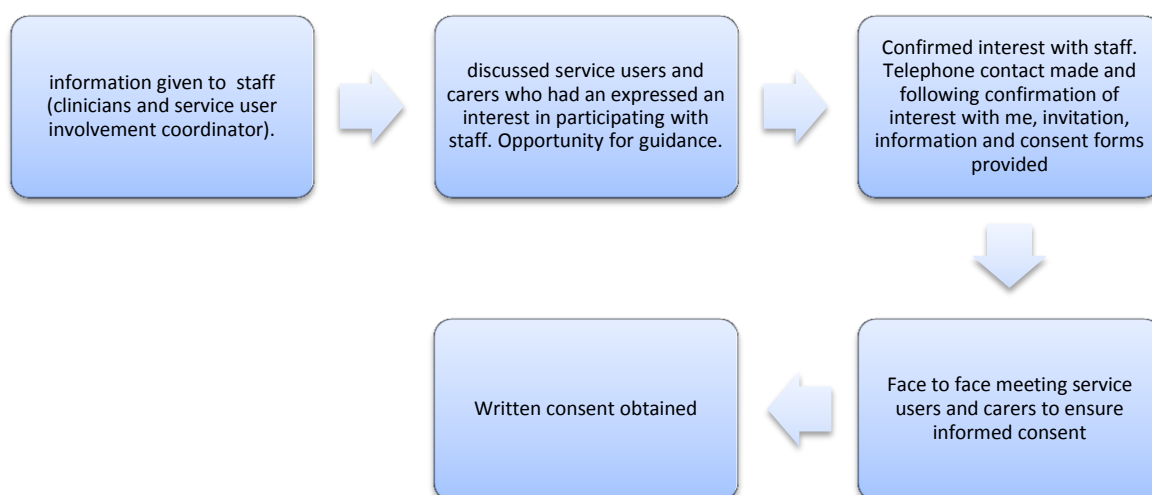 information given to  staff
(clinicians and service user
involvement coordinator).
discussed service users and
carers who had an expressed an
interest in participating with
staff. Opportunity for guidance.
Confirmed interest with staff.
Telephone contact made and
following confirmation of
interest with me, invitation,
information and consent forms
provided
Face to face meeting service
users and carers to ensure
informed consent
Written consent obtained